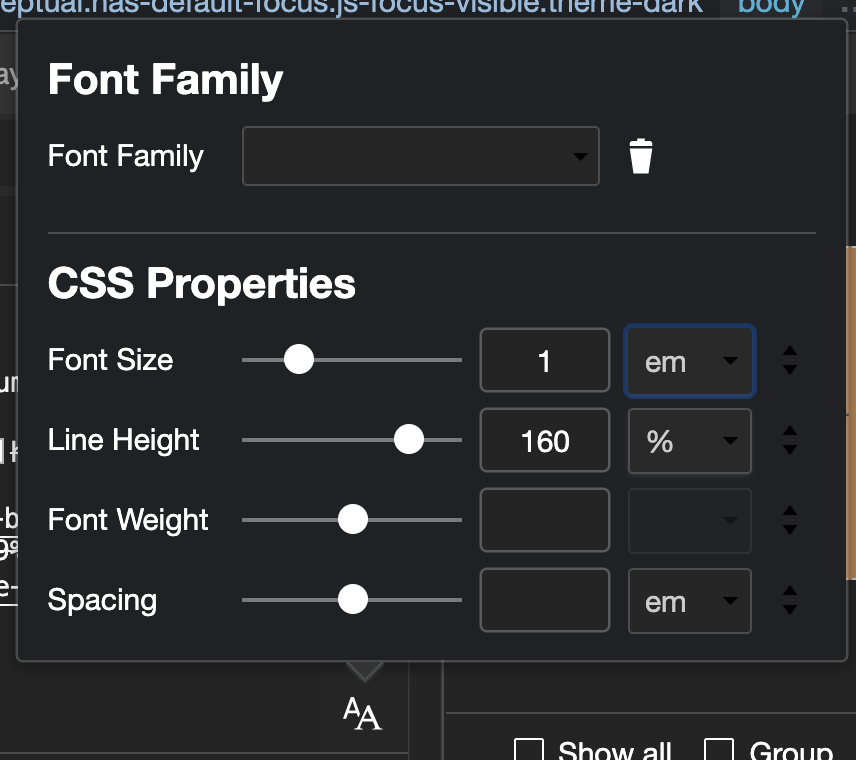 eptual.has-default-focus.js-focus-visible.theme-dark body
Font Family
Font Family
CSS Properties
Font Size 1 em
Line Height 160 %
Font Weight
Spacing em
AA
Show all Group